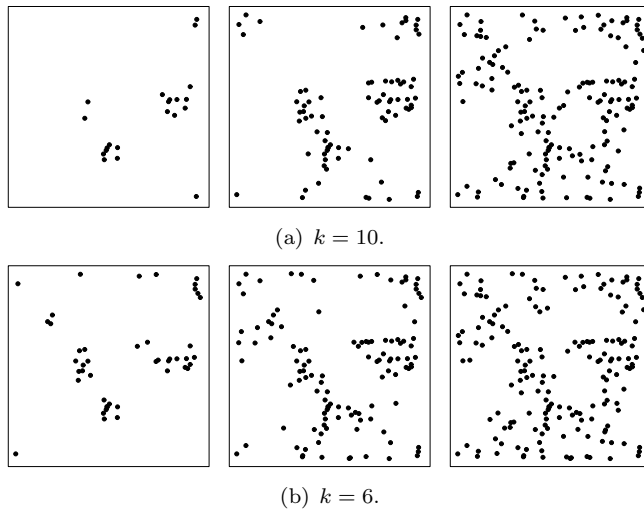 (a) k = 10.
(b) k = 6.